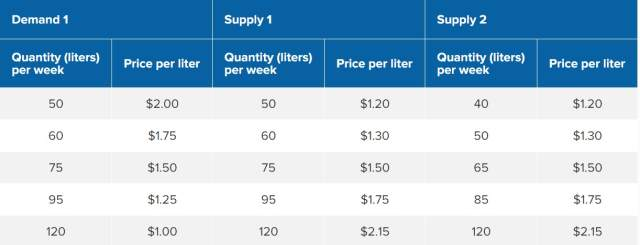 Demand 1 Supply 1 Supply 2
Quantity (liters) per week Price per liter Quantity (liters) per week Price per liter Quantity (liters) per week Price per liter
50 $2.00 50 $1.20 40 $1.20
60 $1.75 60 $1.30 50 $1.30
75 $1.50 75 $1.50 65 $1.50
95 $1.25 95 $1.75 85 $1.75
120 $1.00 120 $2.15 120 $2.15